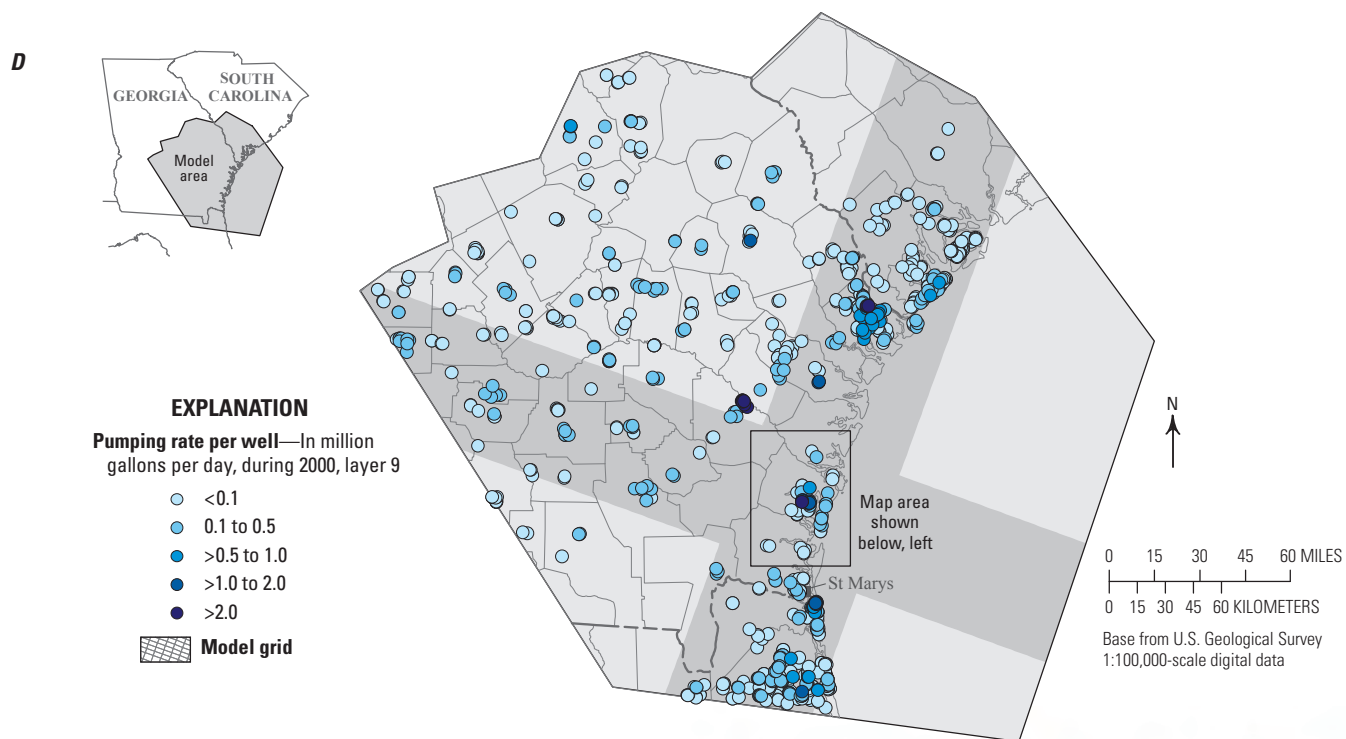 D
GEORGIA
SOUTH
CAROLINA
Model
area
EXPLANATION
Pumping rate per well—In million
gallons per day, during 2000, layer 9
<0.1
0.1 to 0.5
>0.5 to 1.0
>1.0 to 2.0
>2.0
Model grid
Map area
shown
below, left
St Marys
N
0 15 30 45 60 MILES
0 15 30 45 60 KILOMETERS
Base from U.S. Geological Survey
1:100,000-scale digital data